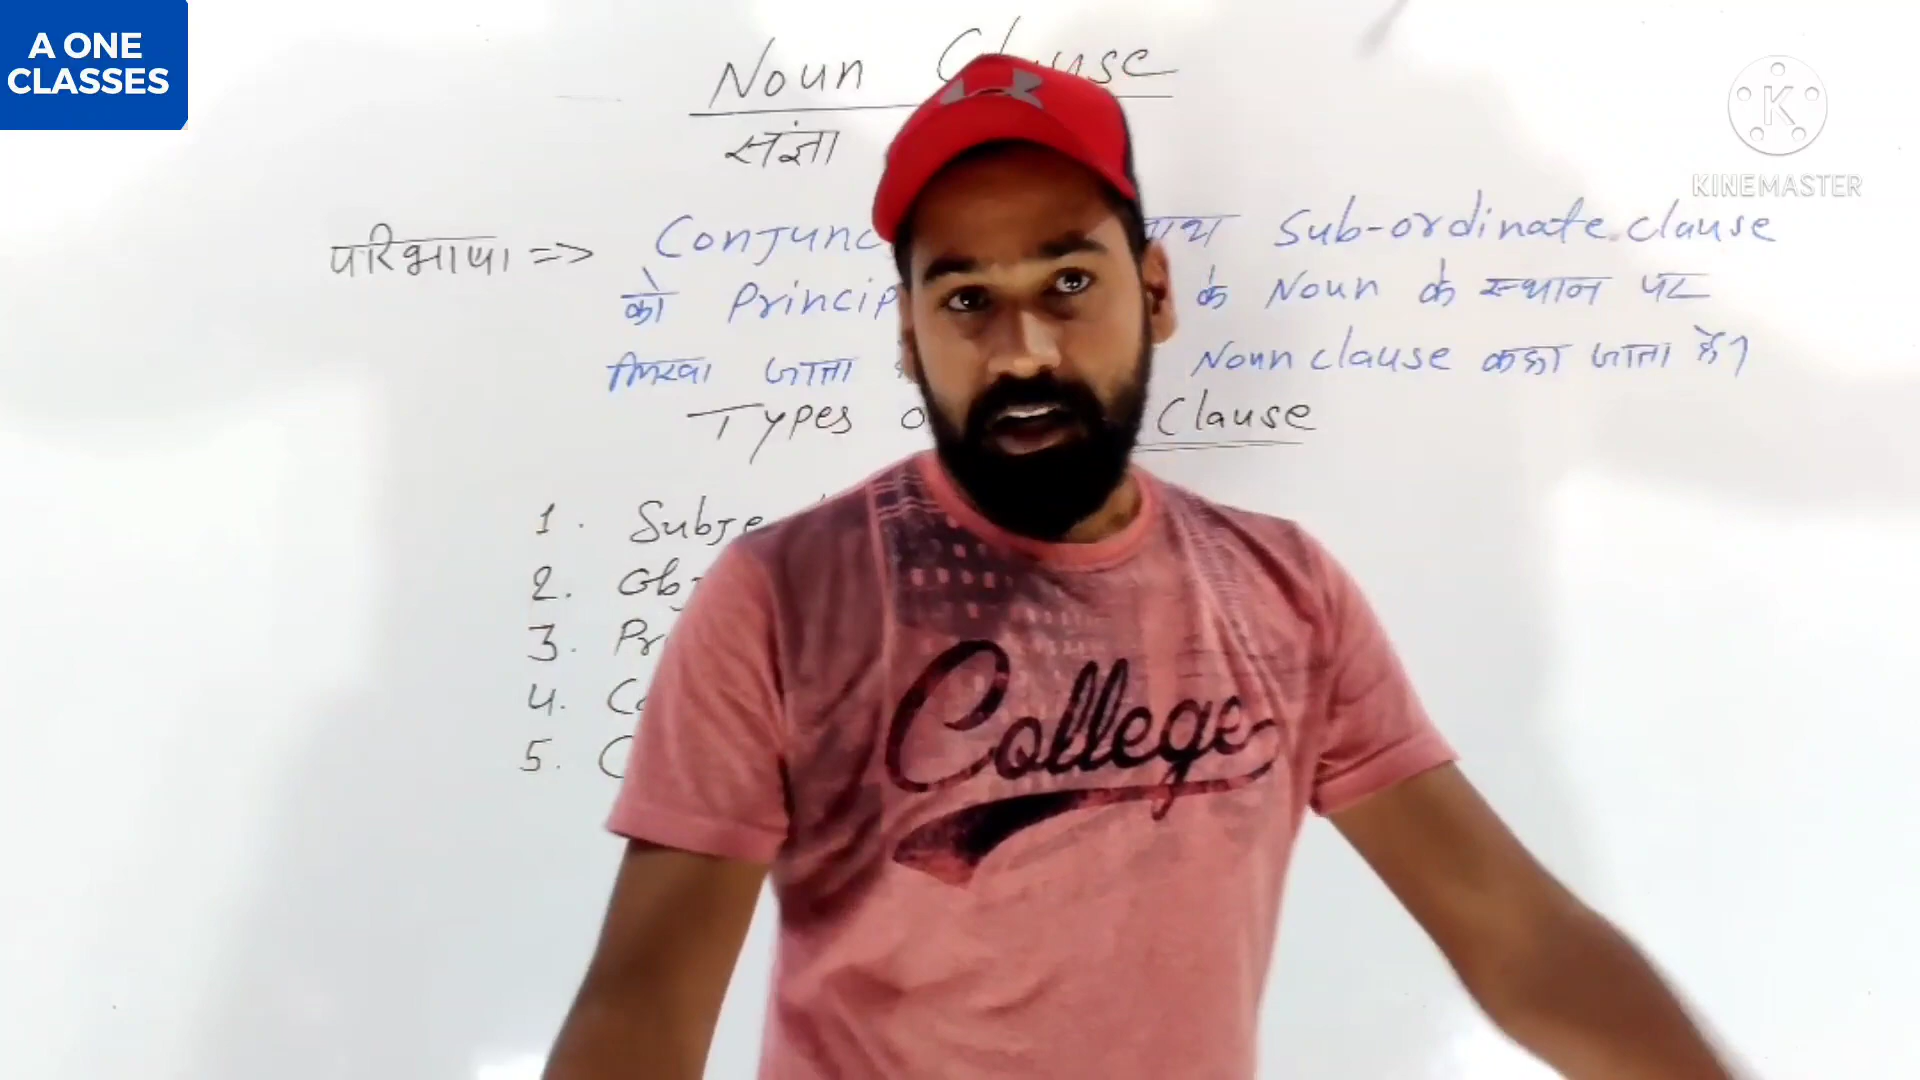 A ONE
CLASSES
K
KINEMASTER
Noun Clause
संज्ञा
परिभाषा => Conjunc साथ Sub-ordinate clause
को Princip के Noun के स्थान पर
लिखा जाता Noun clause कहा जाता है।
Types o Clause
1. Subje
2. Obj
3. Pr
4. Co
5. C
College